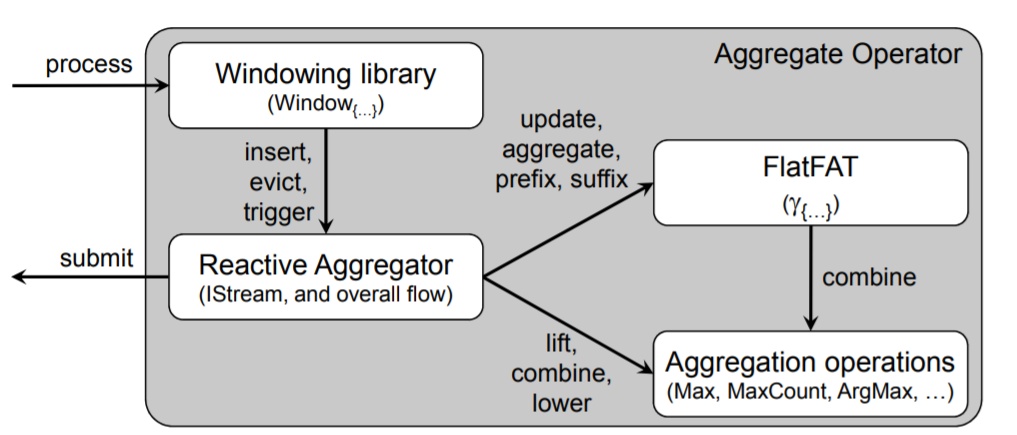 Aggregate Operator
process
Windowing library
(Window{...})
insert,
evict,
trigger
update,
aggregate,
prefix, suffix
FlatFAT
(γ{...})
submit
Reactive Aggregator
(IStream, and overall flow)
combine
lift,
combine,
lower
Aggregation operations
(Max, MaxCount, ArgMax, ...)